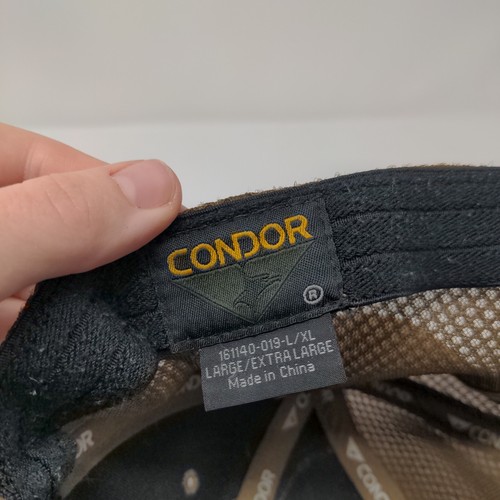 CONDOR
®
161140-019-L/XL
LARGE/EXTRA LARGE
Made in China
CONDOR
CONDOR